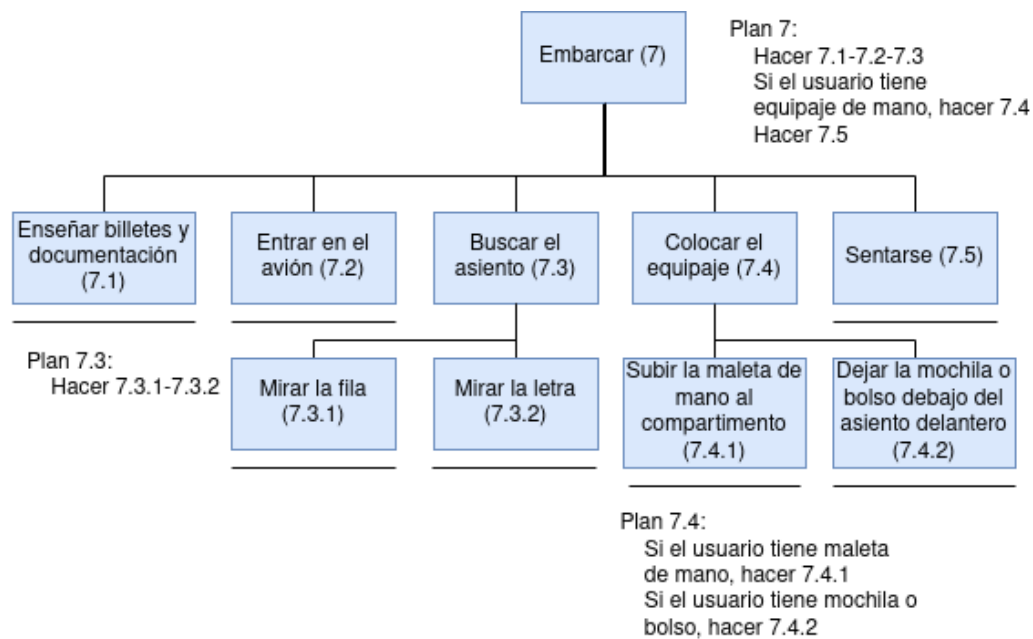 Embarcar (7)
Plan 7:
Hacer 7.1-7.2-7.3
Si el usuario tiene
equipaje de mano, hacer 7.4
Hacer 7.5
Enseñar billetes y
documentación
(7.1)
Entrar en el
avión (7.2)
Buscar el
asiento (7.3)
Colocar el
equipaje (7.4)
Sentarse (7.5)
Plan 7.3:
Hacer 7.3.1-7.3.2
Mirar la fila
(7.3.1)
Mirar la letra
(7.3.2)
Subir la maleta de
mano al
compartimento
(7.4.1)
Dejar la mochila o
bolso debajo del
asiento delantero
(7.4.2)
Plan 7.4:
Si el usuario tiene maleta
de mano, hacer 7.4.1
Si el usuario tiene mochila o
bolso, hacer 7.4.2